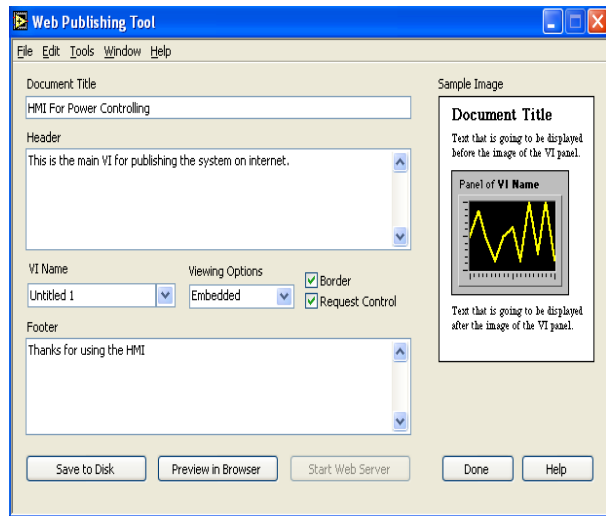 Web Publishing Tool
File Edit Tools Window Help
Document Title
HMI For Power Controlling
Header
This is the main VI for publishing the system on internet.
VI Name
Untitled 1
Viewing Options
Embedded
Border
Request Control
Footer
Thanks for using the HMI
Save to Disk
Preview in Browser
Start Web Server
Sample Image
Document Title
Text that is going to be displayed
before the image of the VI panel.
Panel of VI Name
Text that is going to be displayed
after the image of the VI panel.
Done
Help